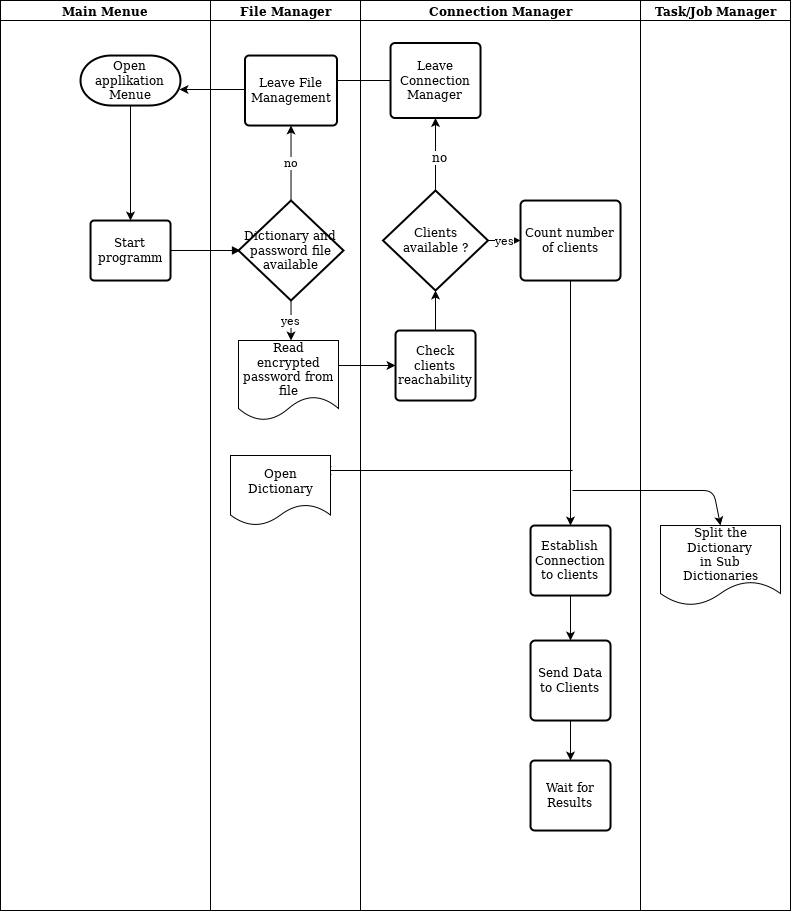 Main Menue
File Manager
Connection Manager
Task/Job Manager
Open
applikation
Menue
Leave File
Management
Leave
Connection
Manager
no
no
Start
programm
Dictionary and
password file
available
Clients
available ?
yes
Count number
of clients
yes
Read
encrypted
password from
file
Check
clients
reachability
Open
Dictionary
Establish
Connection
to clients
Split the
Dictionary
in Sub
Dictionaries
Send Data
to Clients
Wait for
Results